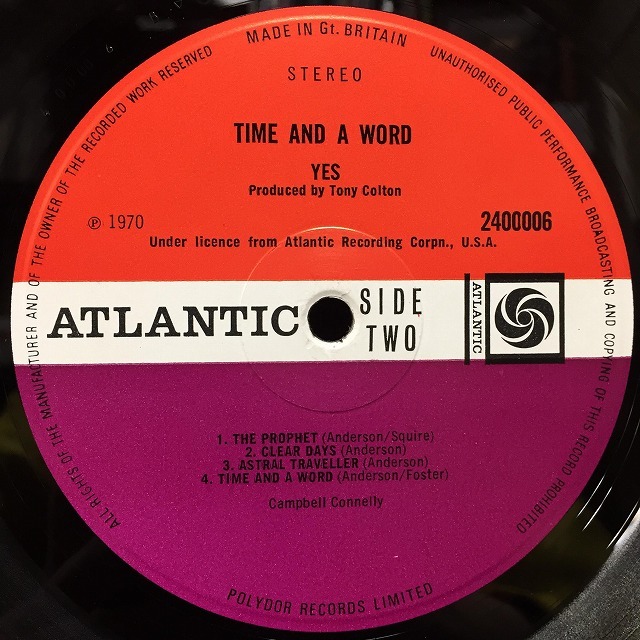 MADE IN Gt. BRITAIN
ALL RIGHTS OF THE MANUFACTURER AND OF THE OWNER OF THE RECORDED WORK RESERVED
UNAUTHORISED PUBLIC PERFORMANCE BROADCASTING AND COPYING OF THIS RECORD PROHIBITED
STEREO
TIME AND A WORD
YES
Produced by Tony Colton
℗ 1970
2400006
Under licence from Atlantic Recording Corpn., U.S.A.
ATLANTIC
SIDE
TWO
ATLANTIC
1. THE PROPHET (Anderson/Squire)
2. CLEAR DAYS (Anderson)
3. ASTRAL TRAVELLER (Anderson)
4. TIME AND A WORD (Anderson/Foster)
Campbell Connelly
POLYDOR RECORDS LIMITED